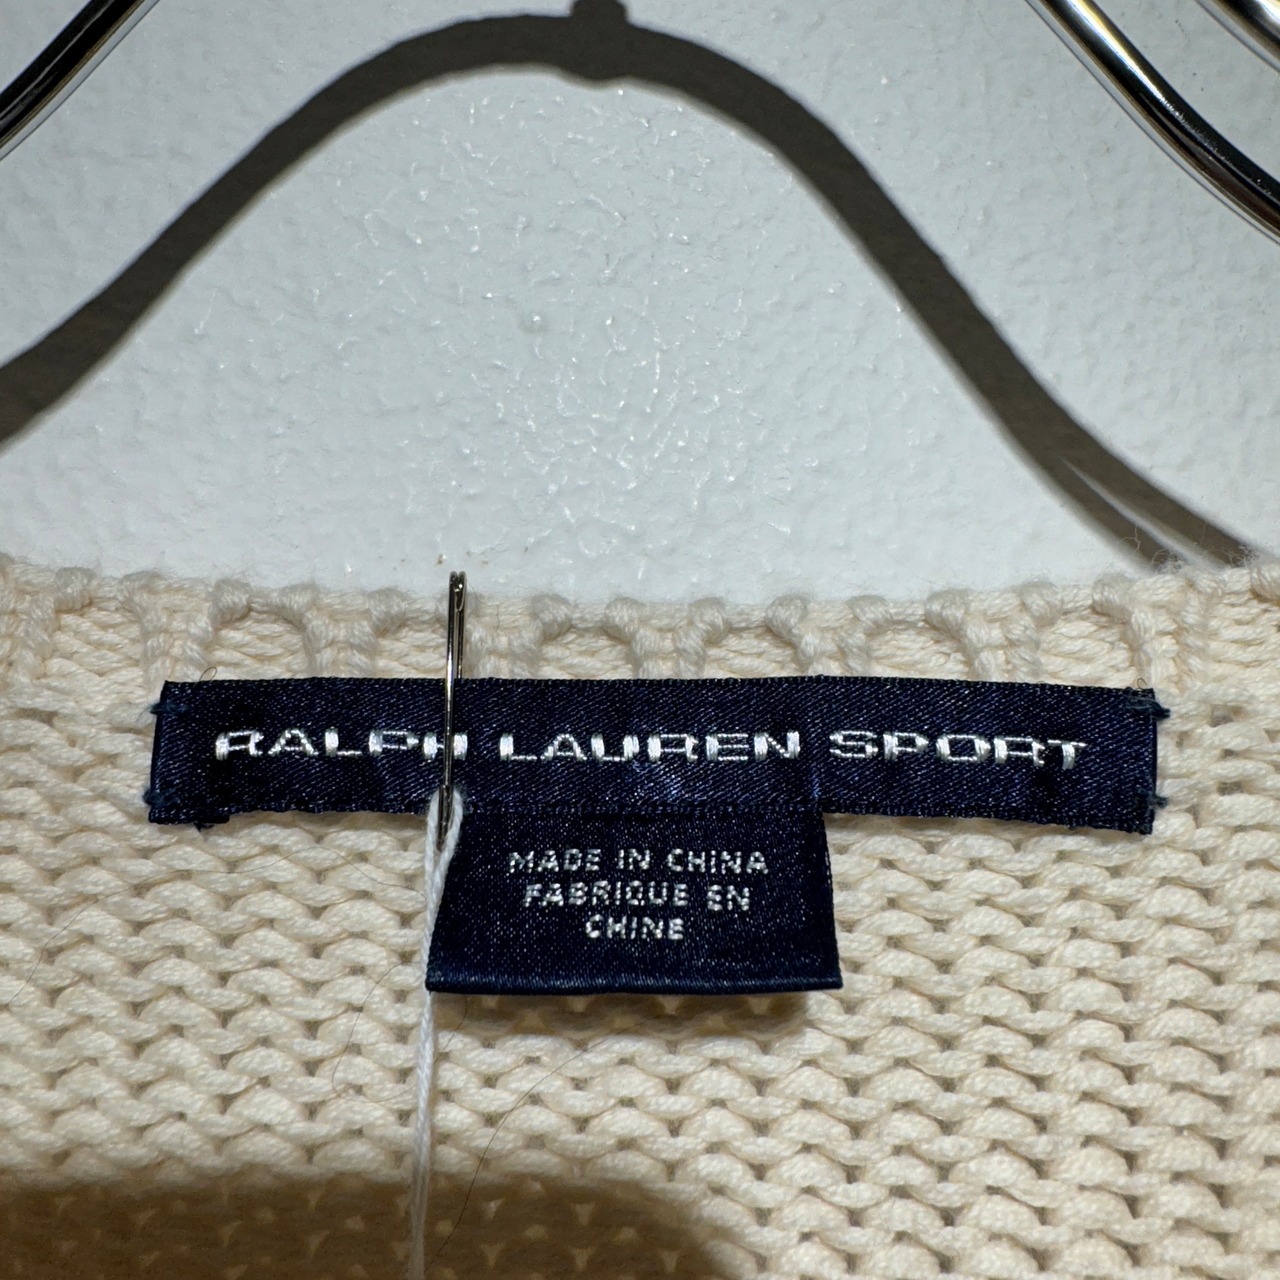 RALPH LAUREN SPORT
MADE IN CHINA
FABRIQUE EN
CHINE